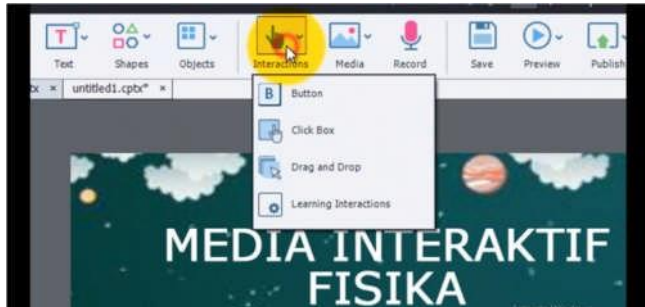 Text Shapes Objects Interactions Media Record Save Preview Publish
x × untitled1.cptx* ×
B Button
Click Box
Drag and Drop
Learning Interactions
MEDIA INTERAKTIF
FISIKA